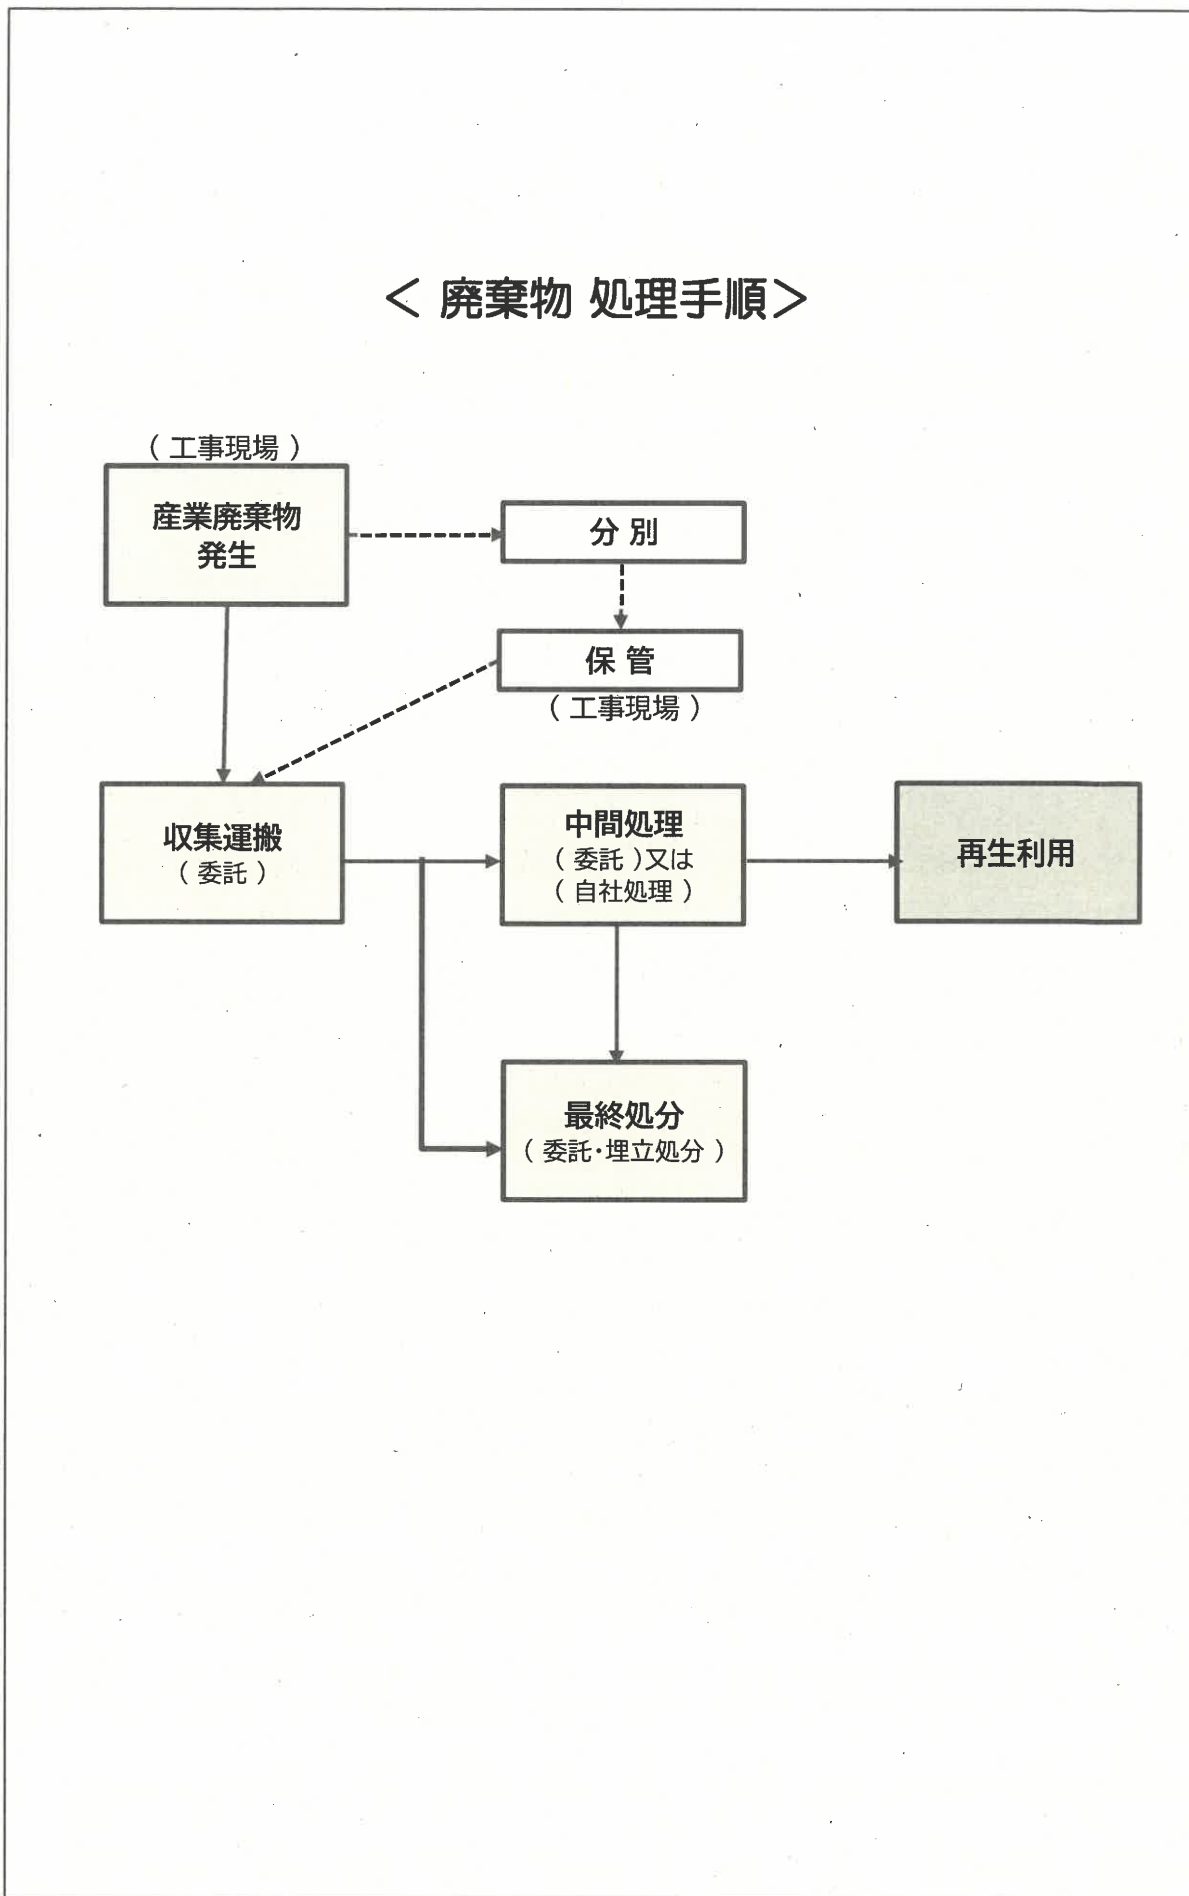 ＜ 廃棄物 処理手順＞
（ 工事現場 ）
産業廃棄物
発生
分 別
保 管
（ 工事現場 ）
収集運搬
（ 委託 ）
中間処理
（ 委託 ）又は
（ 自社処理 ）
再生利用
最終処分
（ 委託・埋立処分 ）